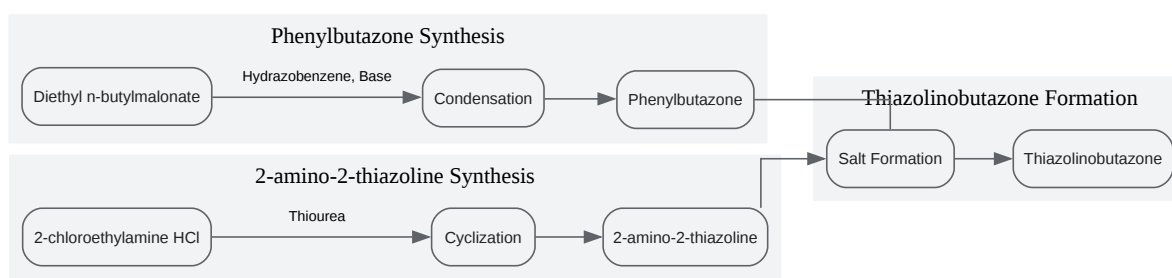 Phenylbutazone Synthesis
Diethyl n-butylmalonate
Hydrazobenzene, Base
Condensation
Phenylbutazone
2-amino-2-thiazoline Synthesis
2-chloroethylamine HCl
Thiourea
Cyclization
2-amino-2-thiazoline
Thiazolinobutazone Formation
Salt Formation
Thiazolinobutazone